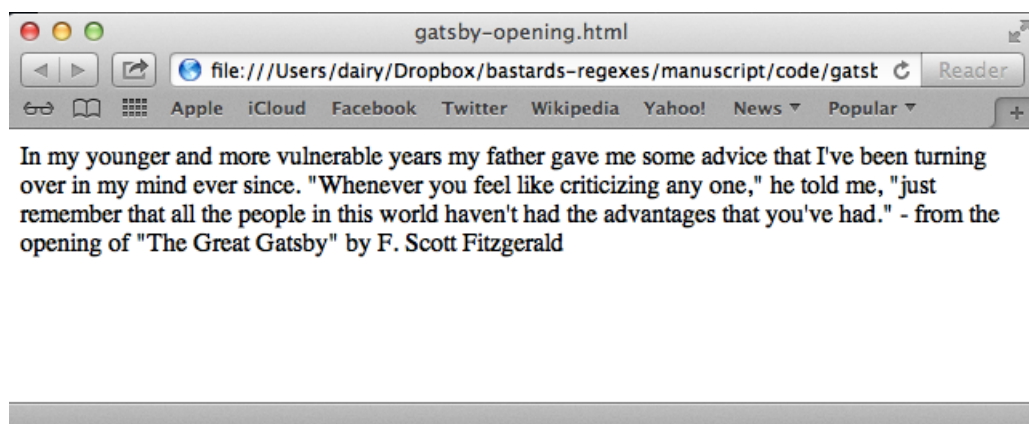 gatsby-opening.html
file:///Users/dairy/Dropbox/bastards-regexes/manuscript/code/gatst Reader
Apple iCloud Facebook Twitter Wikipedia Yahoo! News ▼ Popular ▼ +
In my younger and more vulnerable years my father gave me some advice that I've been turning
over in my mind ever since. "Whenever you feel like criticizing any one," he told me, "just
remember that all the people in this world haven't had the advantages that you've had." - from the
opening of "The Great Gatsby" by F. Scott Fitzgerald